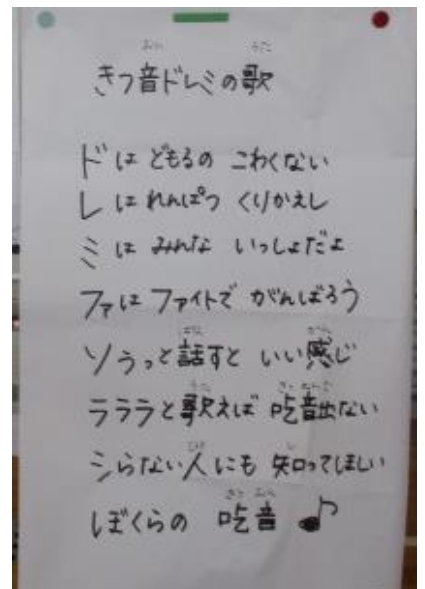 きつ音ドレミの歌
ドは どもるの こわくない
レは れんぱつ くりかえし
ミは みんな いっしょだよ
ファは ファイトで がんばろう
ソうっと話すと いい感じ
ラララと歌えば 吃音出ない
シらない人にも 知ってほしい
ぼくらの 吃音